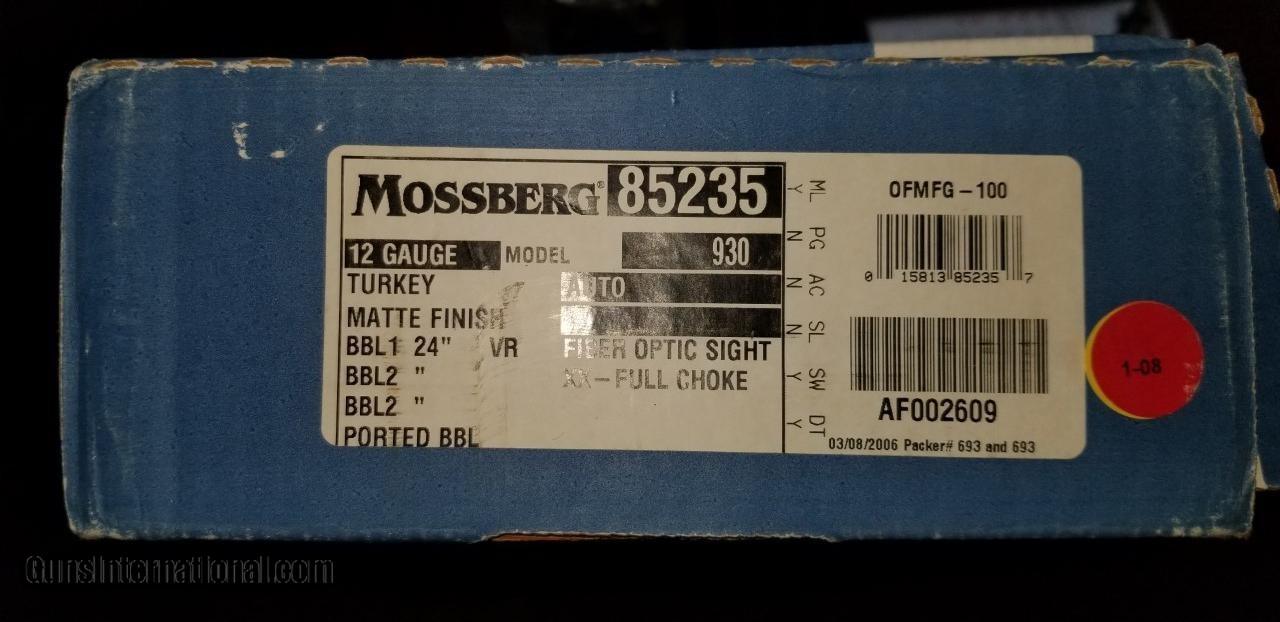 MOSSBERG® 85235
12 GAUGE MODEL 930
TURKEY AUTO
MATTE FINISH
BBL1 24" VR FIBER OPTIC SIGHT
BBL2 " XX-FULL CHOKE
BBL2 "
PORTED BBL
ML PG AC SL SW DT
Y N N N Y Y
OFMFG-100
0 15813 85235 7
AF002609
03/08/2006 Packer# 693 and 693
1-08
GunsInternational.com